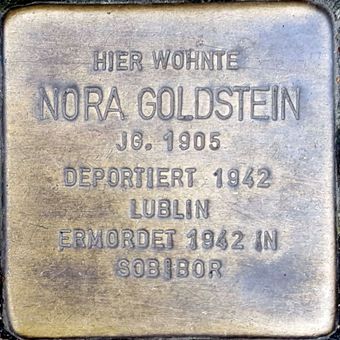 HIER WOHNTE
NORA GOLDSTEIN
JG. 1905
DEPORTIERT 1942
LUBLIN
ERMORDET 1942 IN
SOBIBOR